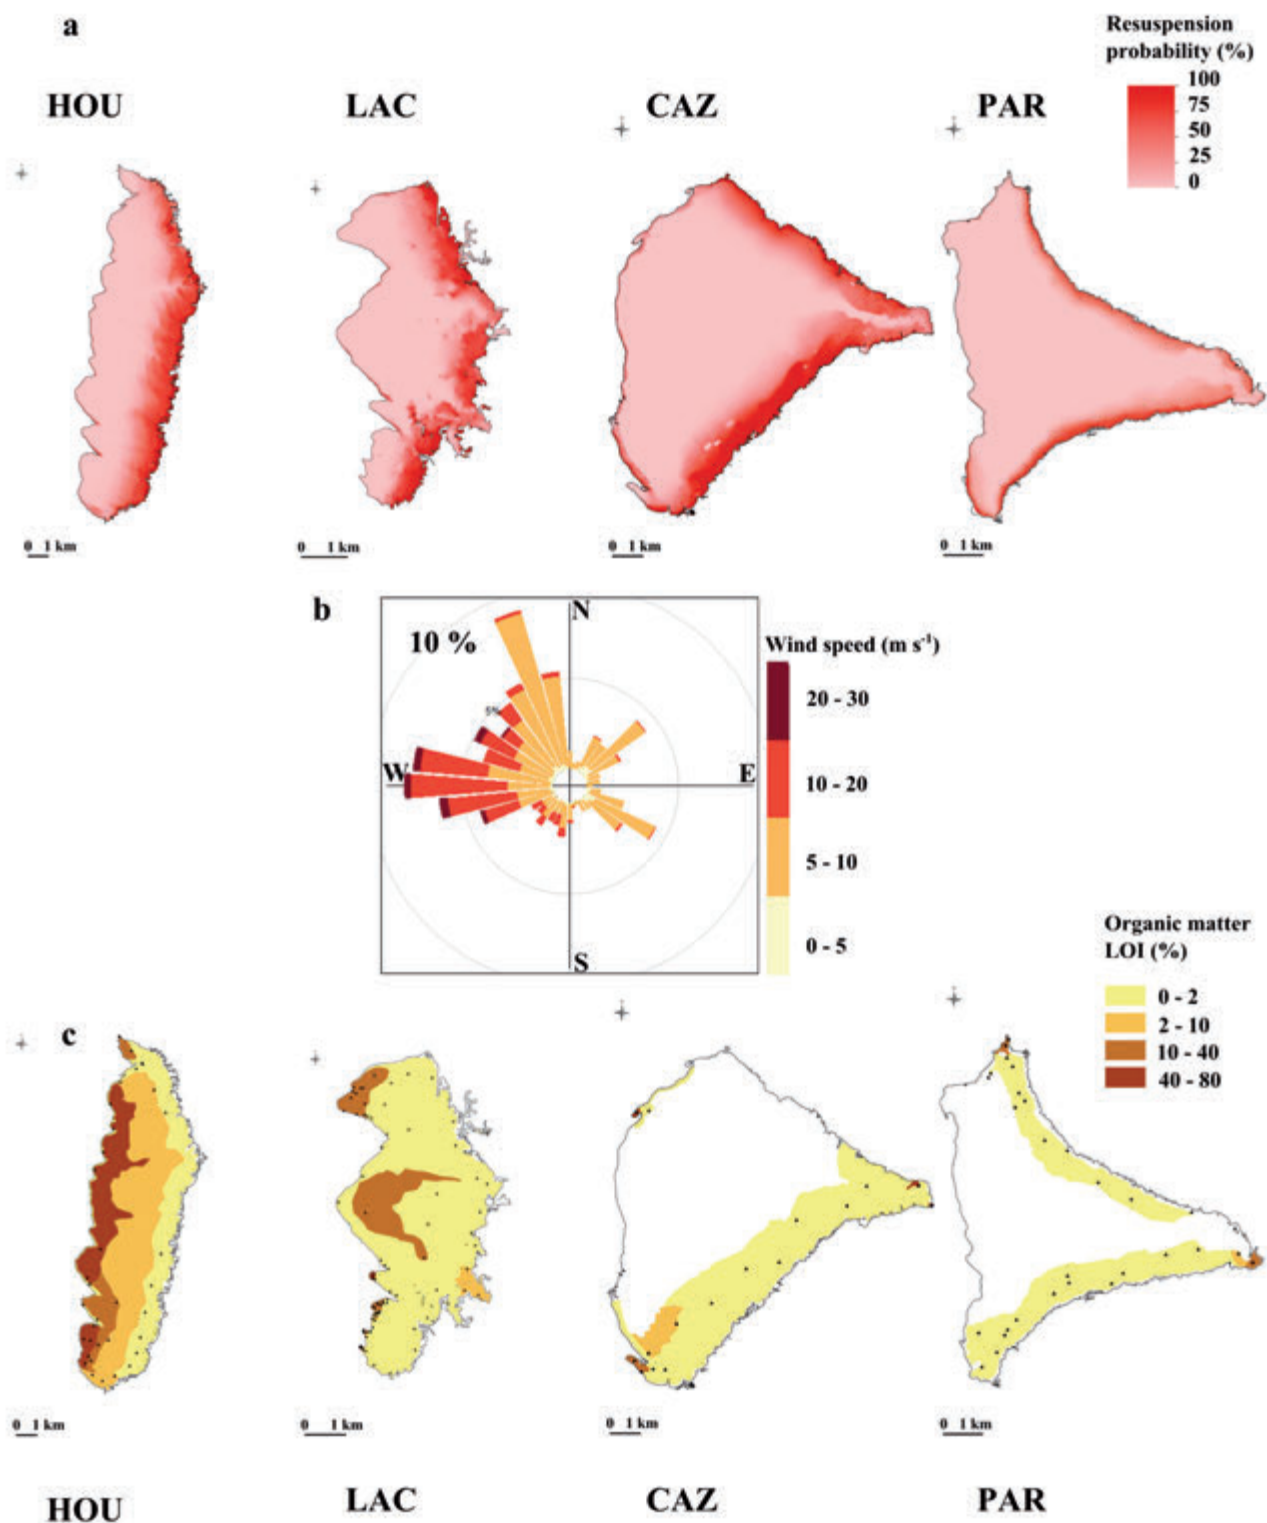 a
Resuspension
probability (%)
100
75
50
25
0
HOU
LAC
CAZ
PAR
0 1 km
0 1 km
0 1 km
0 1 km
b
10 %
5%
N
W
E
S
Wind speed (m s-1)
20 - 30
10 - 20
5 - 10
0 - 5
Organic matter
LOI (%)
0 - 2
2 - 10
10 - 40
40 - 80
c
0 1 km
0 1 km
0 1 km
0 1 km
HOU
LAC
CAZ
PAR